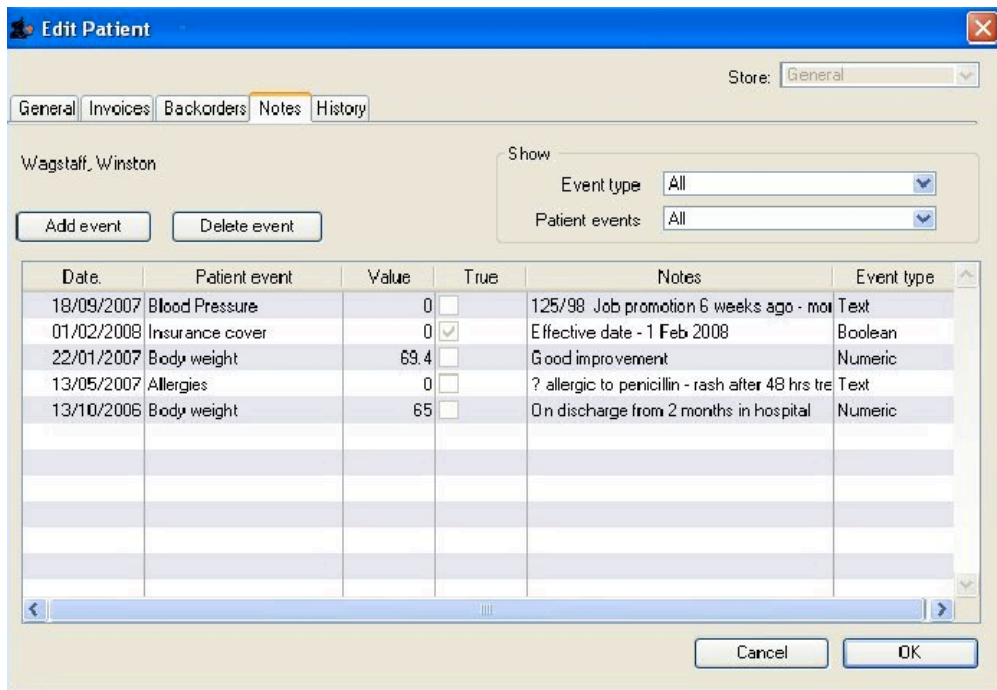 Edit Patient
Store: General
General Invoices Backorders Notes History
Wagstaff, Winston
Show
Event type All
Patient events All
Add event Delete event
Date. Patient event Value True Notes Event type
18/09/2007 Blood Pressure 0 125/98 Job promotion 6 weeks ago - Text
01/02/2008 Insurance cover 0 Effective date - 1 Feb 2008 Boolean
22/01/2007 Body weight 69.4 Good improvement Numeric
13/05/2007 Allergies 0 ? allergic to penicillin - rash after 48 hrs tre Text
13/10/2006 Body weight 65 On discharge from 2 months in hospital Numeric
Cancel OK